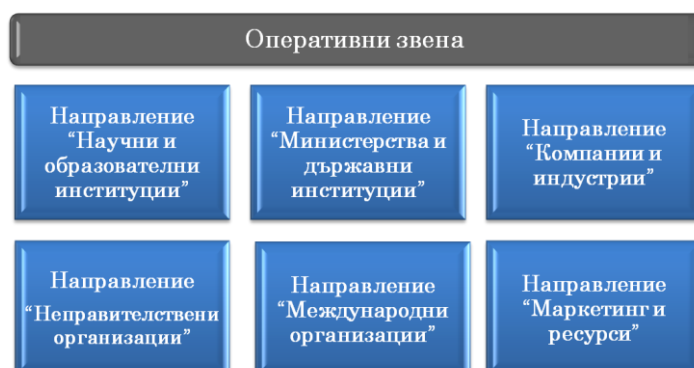 Оперативни звена
Направление
“Научни и
образователни
институции”
Направление
“Министерства и
държавни
институции”
Направление
“Компании и
индустрии”
Направление
“Неправителствени
организации”
Направление
“Международни
организации”
Направление
“Маркетинг и
ресурси”